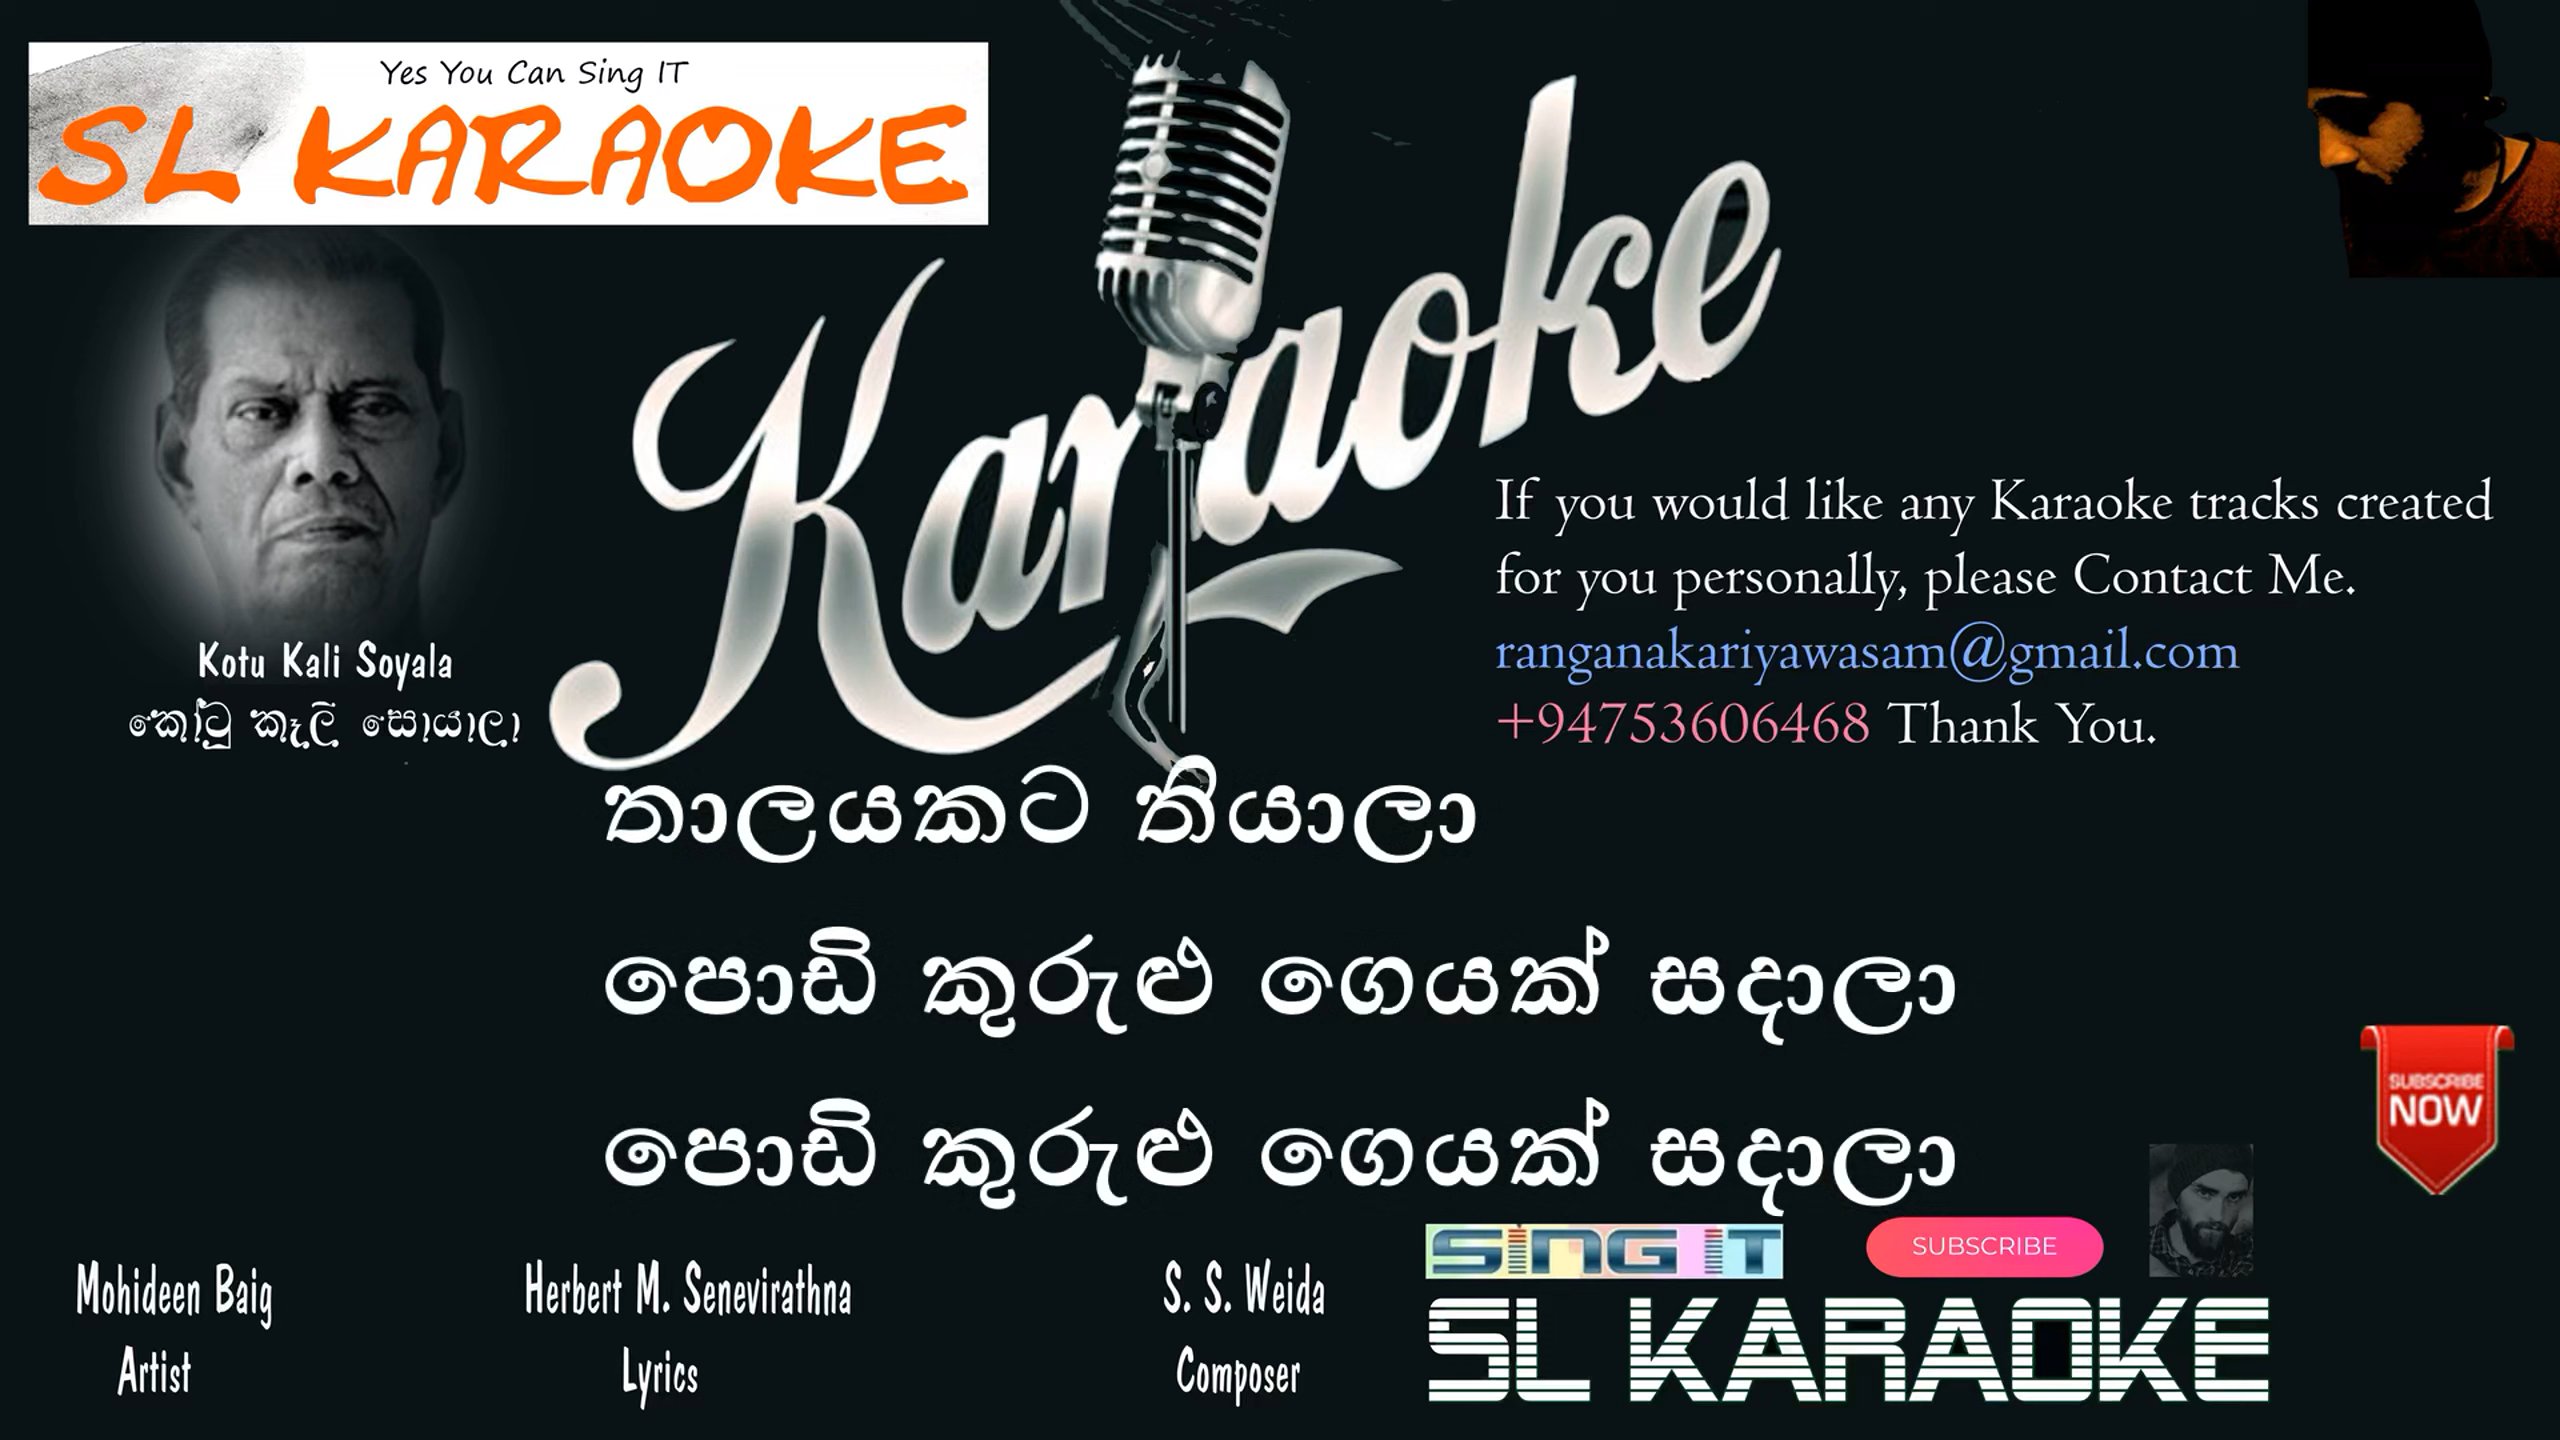 Yes You Can Sing IT
SL KARAOKE
Karaoke
If you would like any Karaoke tracks created
for you personally, please Contact Me.
ranganakariyawasam@gmail.com
+94753606468 Thank You.
Kotu Kali Soyala
කෝටු කෑලි සොයාලා
තාලයකට තියාලා
පොඩි කුරුළු ගෙයක් සදාලා
පොඩි කුරුළු ගෙයක් සදාලා
SUBSCRIBE
NOW
SING IT
SUBSCRIBE
SL KARAOKE
Mohideen Baig
Artist
Herbert M. Senevirathna
Lyrics
S. S. Weida
Composer